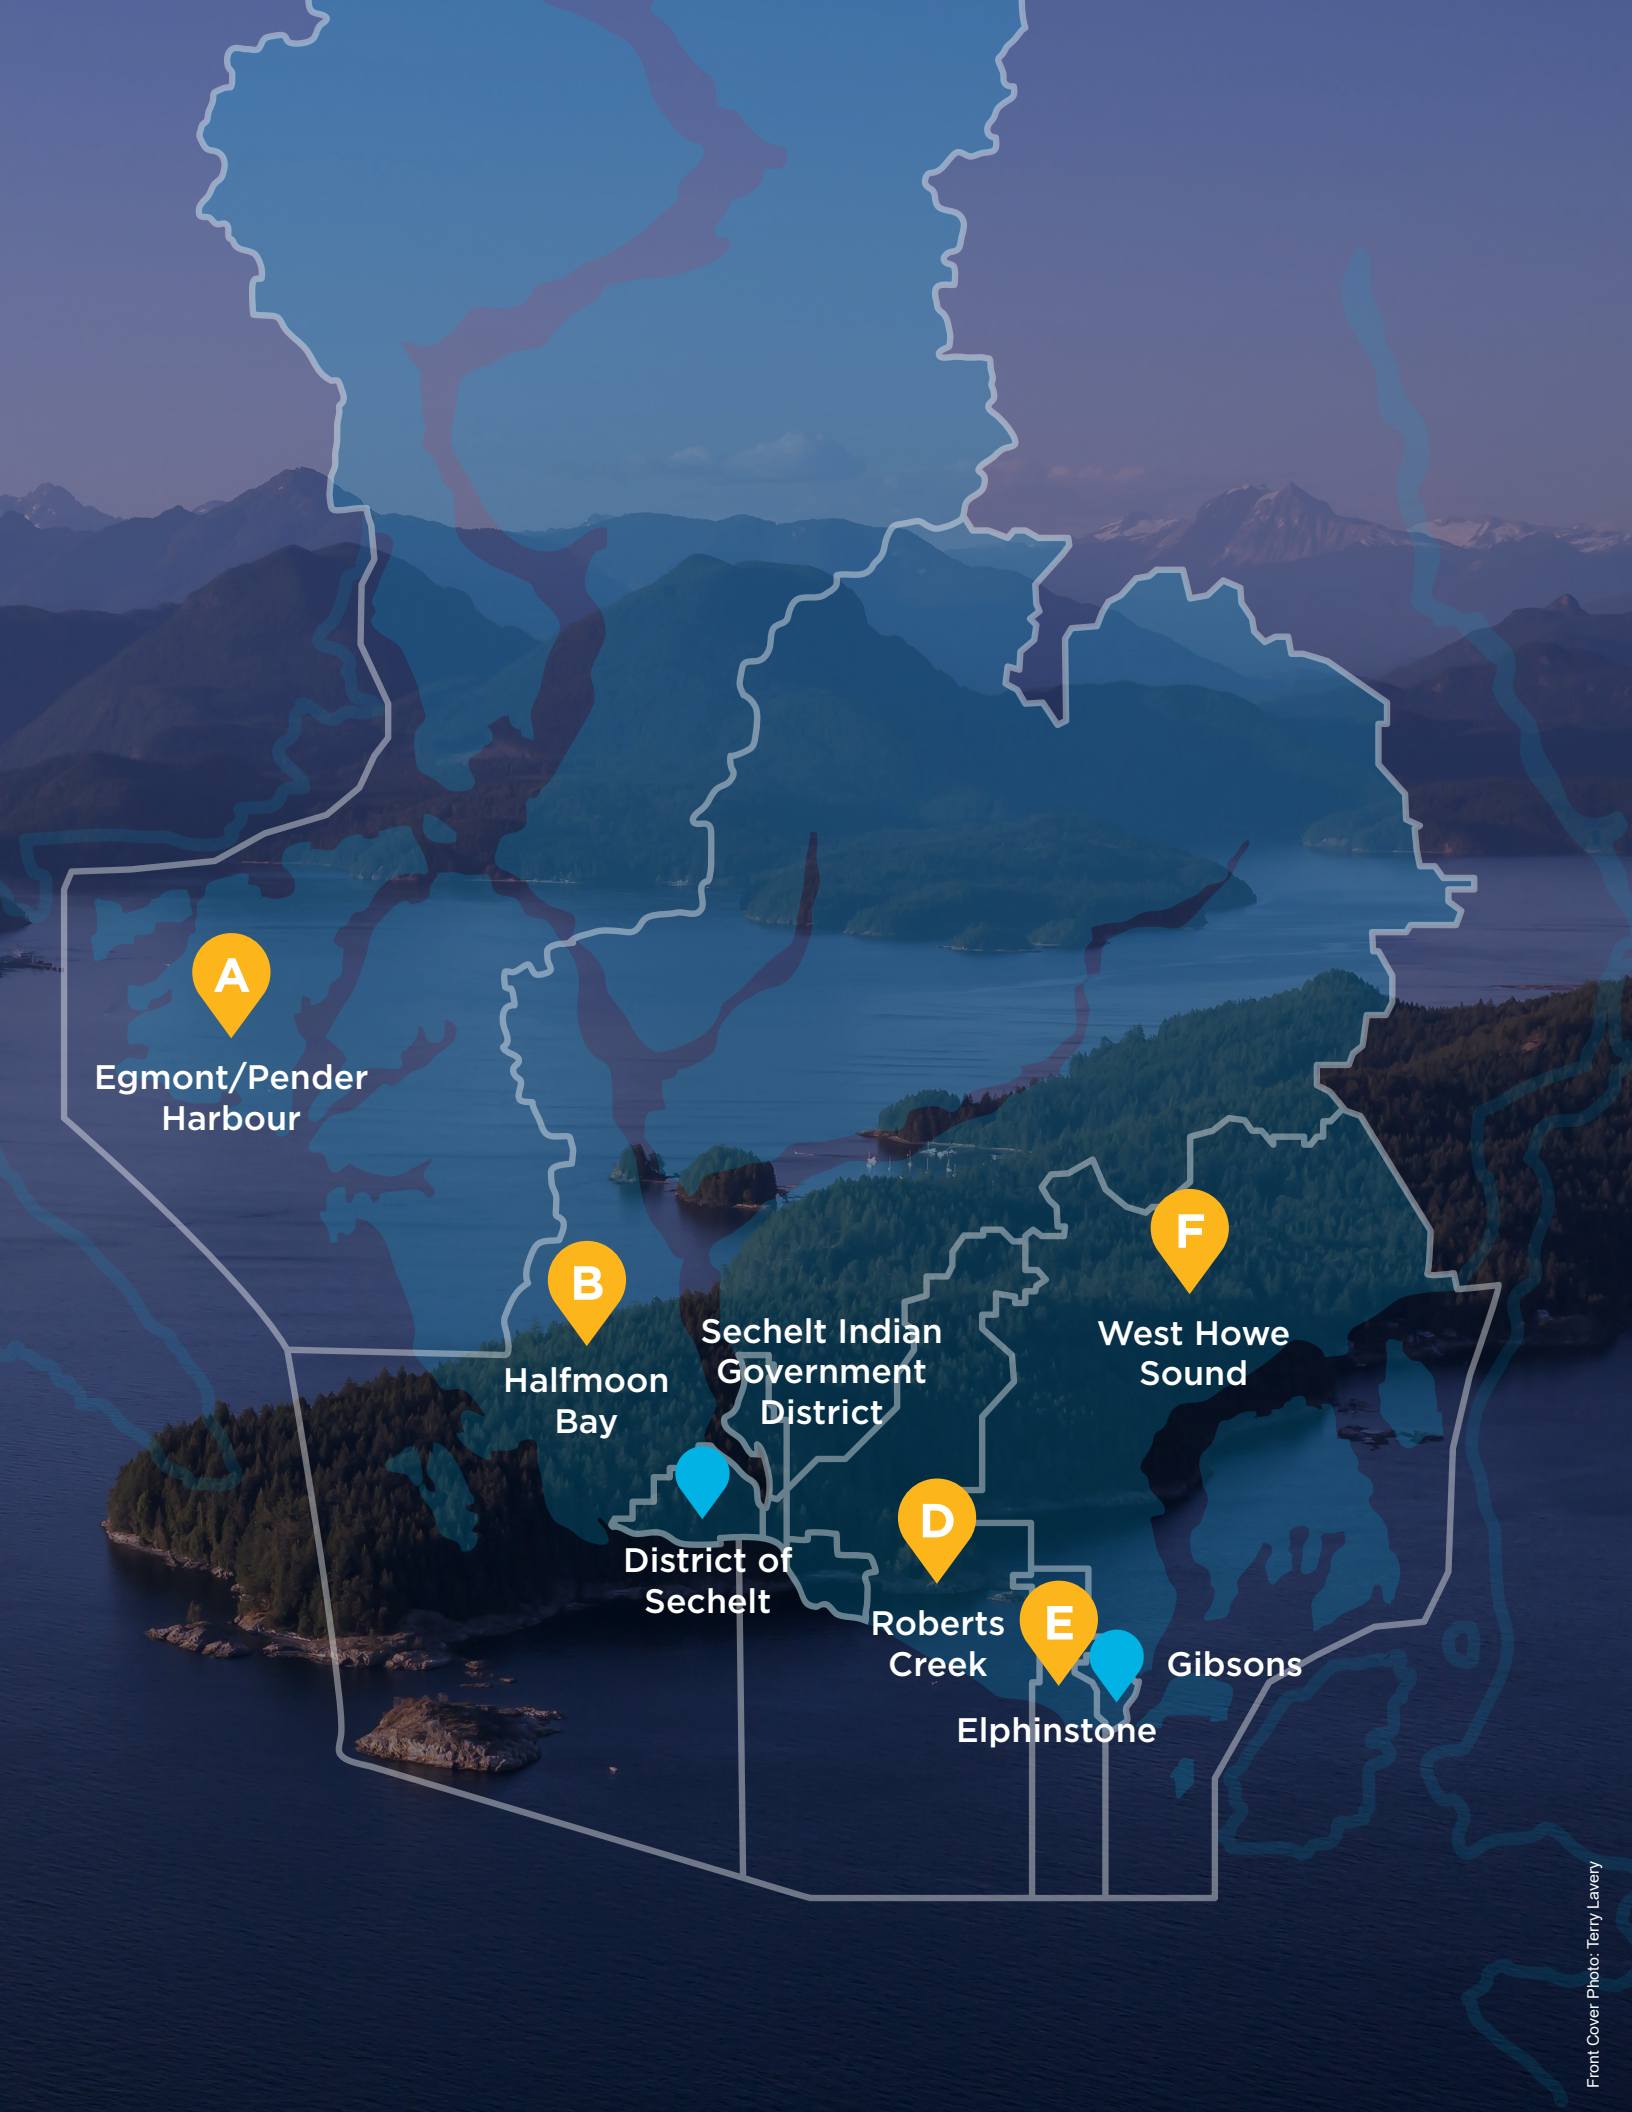 A
Egmont/Pender
Harbour
B
Halfmoon
Bay
Sechelt Indian
Government
District
F
West Howe
Sound
District of
Sechelt
D
Roberts
Creek
E
Gibsons
Elphinstone
Front Cover Photo: Terry Lavery